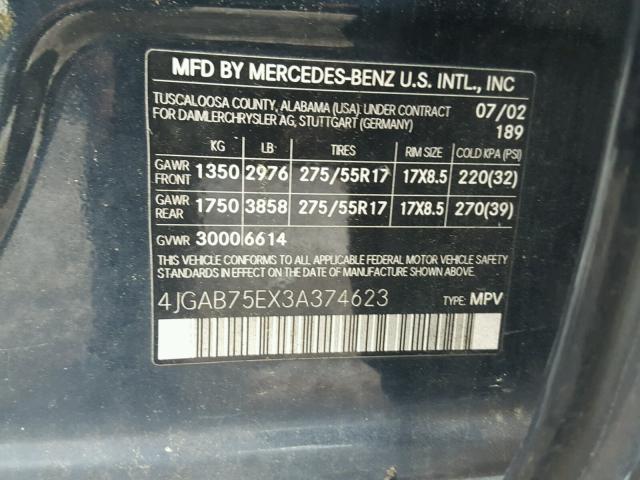 MFD BY MERCEDES-BENZ U.S. INTL., INC
TUSCALOOSA COUNTY, ALABAMA (USA), UNDER CONTRACT 07/02
FOR DAIMLERCHRYSLER AG, STUTTGART (GERMANY) 189
KG LB TIRES RIM SIZE COLD KPA (PSI)
GAWR FRONT 1350 2976 275/55R17 17X8.5 220(32)
GAWR REAR 1750 3858 275/55R17 17X8.5 270(39)
GVWR 3000 6614
THIS VEHICLE CONFORMS TO ALL APPLICABLE FEDERAL MOTOR VEHICLE SAFETY
STANDARDS IN EFFECT ON THE DATE OF MANUFACTURE SHOWN ABOVE.
4JGAB75EX3A374623 TYPE: MPV